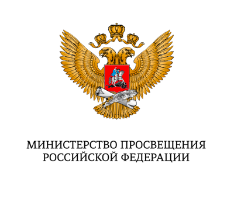 МИНИСТЕРСТВО ПРОСВЕЩЕНИЯ
РОССИЙСКОЙ ФЕДЕРАЦИИ